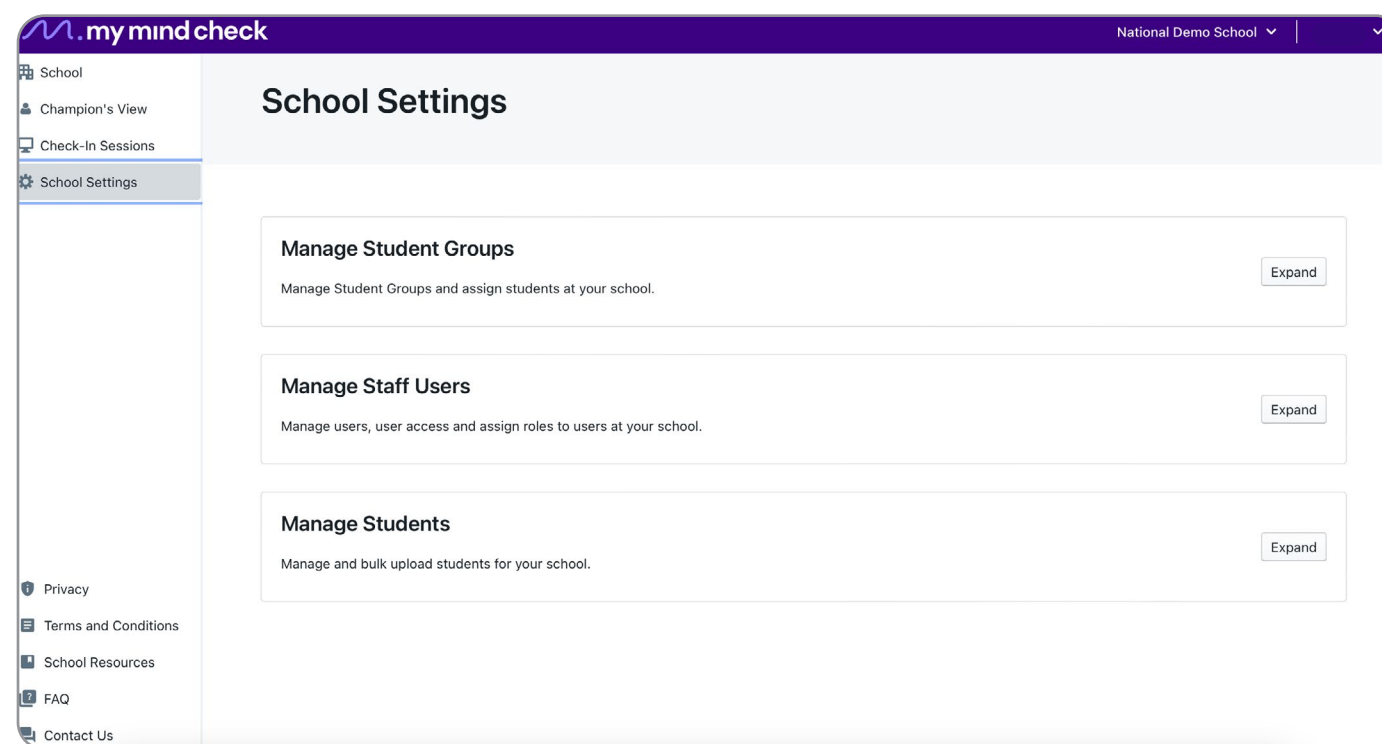 my mind check
National Demo School
School
Champion's View
Check-In Sessions
School Settings
School Settings
Manage Student Groups
Manage Student Groups and assign students at your school.
Expand
Manage Staff Users
Manage users, user access and assign roles to users at your school.
Expand
Manage Students
Manage and bulk upload students for your school.
Expand
Privacy
Terms and Conditions
School Resources
FAQ
Contact Us